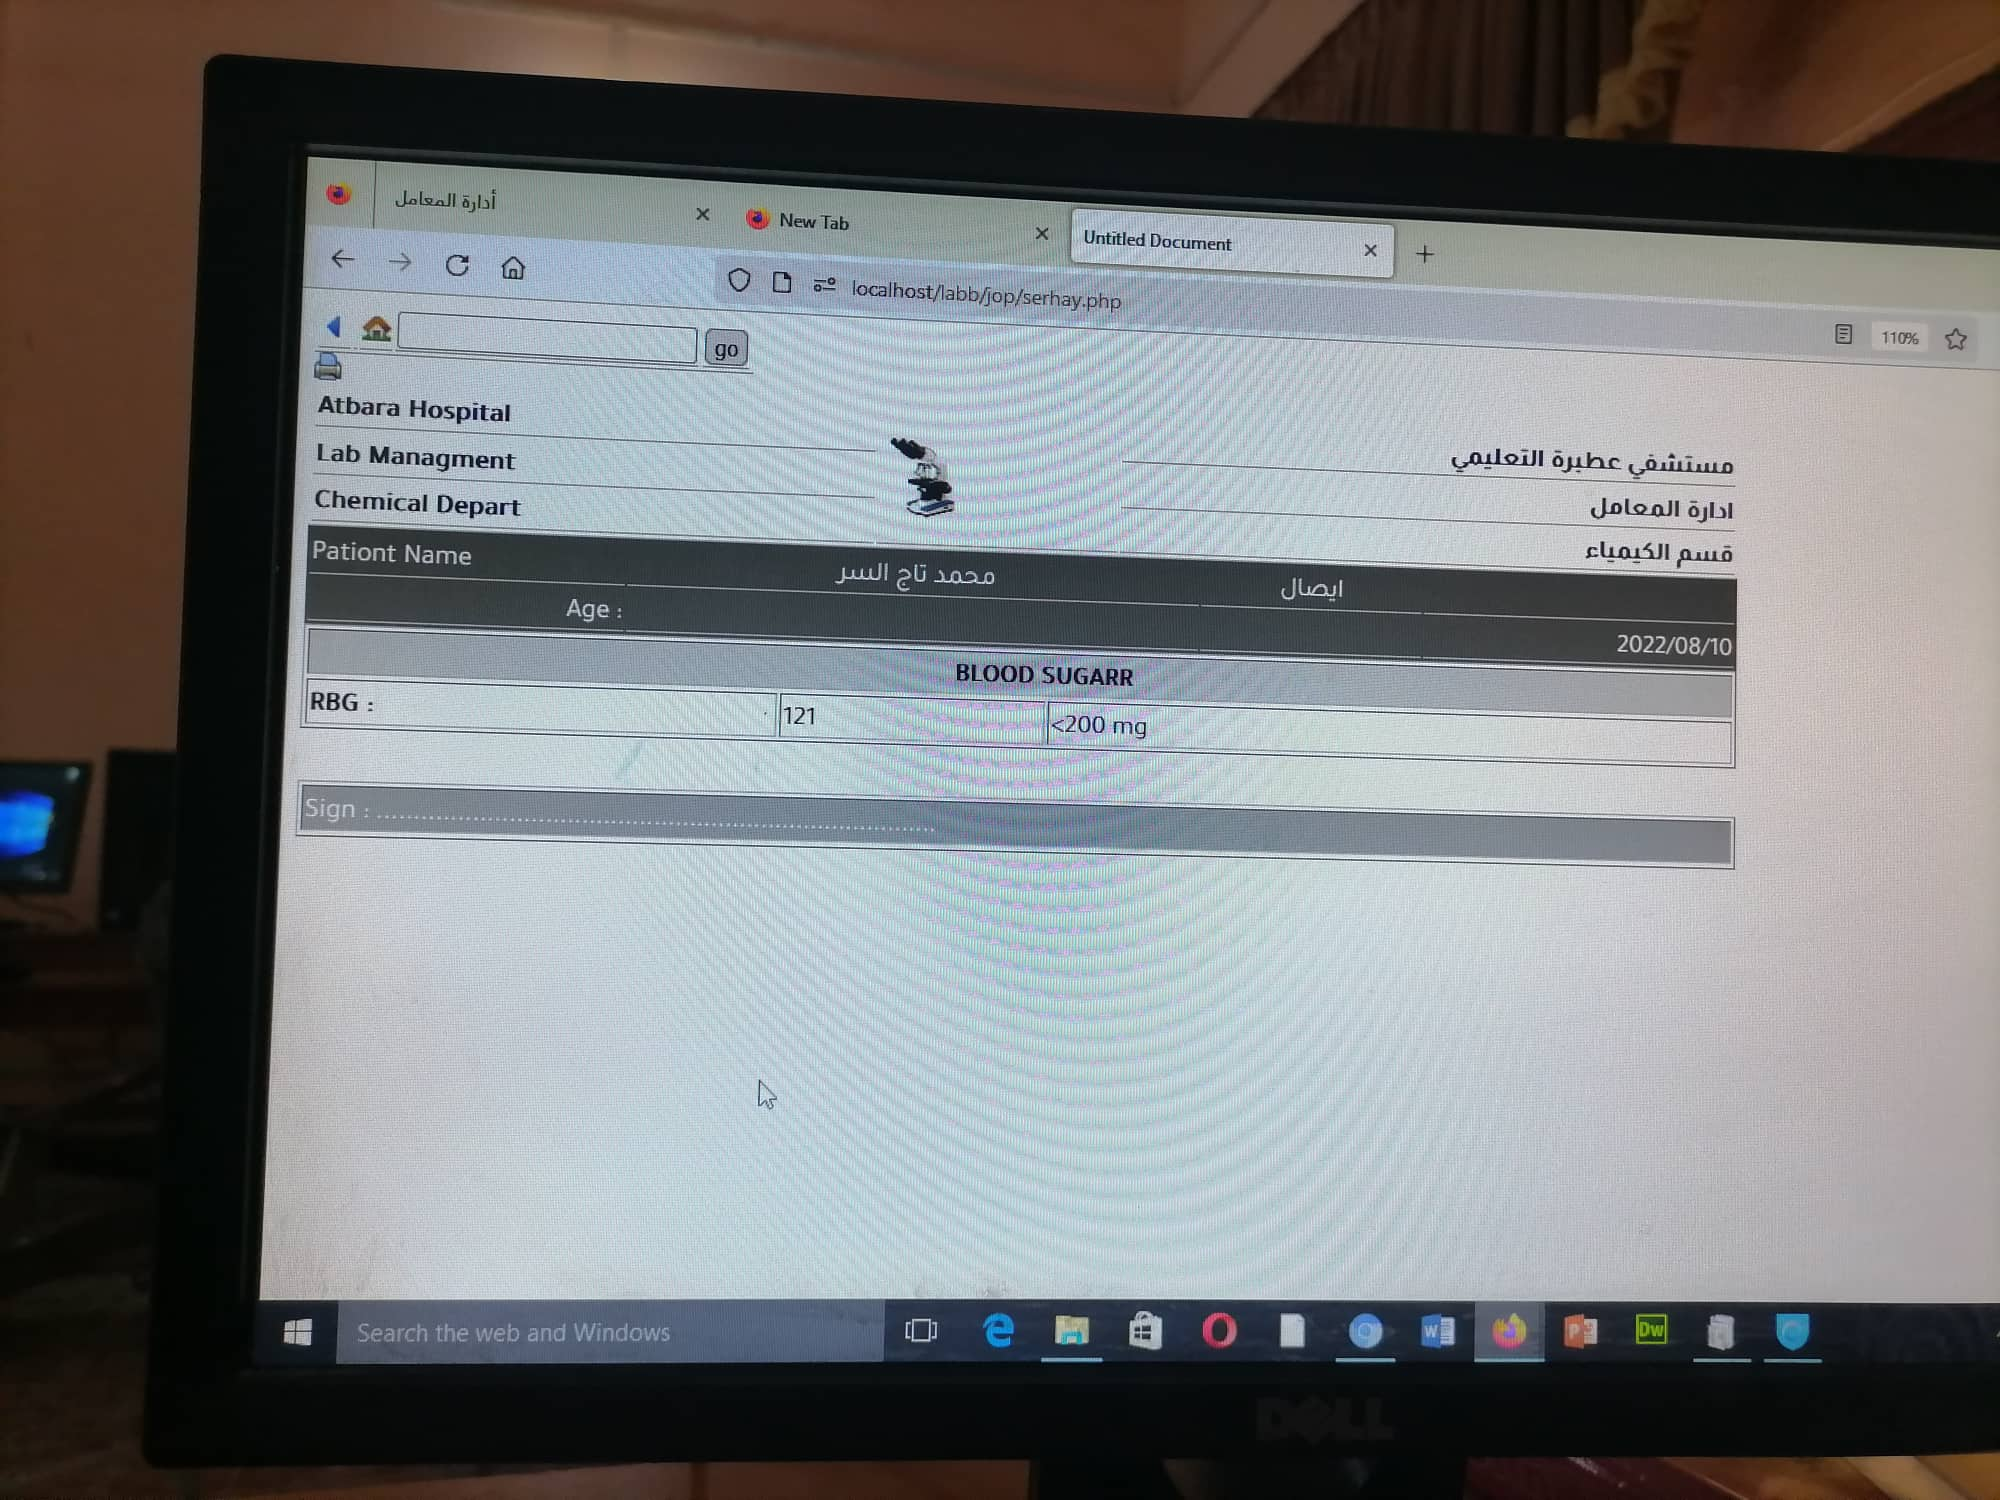 أدارة المعامل
New Tab
Untitled Document
localhost/labb/jop/serhay.php
110%
go
Atbara Hospital
مستشفي عطبرة التعليمي
Lab Managment
ادارة المعامل
Chemical Depart
قسم الكيمياء
Pationt Name
محمد تاج السر
ايصال
Age :
2022/08/10
BLOOD SUGARR
RBG :
121
<200 mg
Sign : ................................................................................
Search the web and Windows
W
P
Dw
DELL